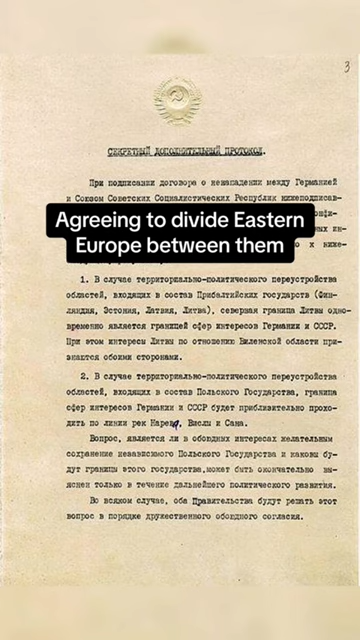 3
СЕКРЕТНЫЙ ДОПОЛНИТЕЛЬНЫЙ ПРОТОКОЛ.
При подписании договора о ненападении между Германией
и Союзом Советских Социалистических Республик нижеподписав-
Agreeing to divide Eastern
Europe between them
ных ин-
к ниже-
1. В случае территориально-политического переустройства
областей, входящих в состав Прибалтийских государств (Фин-
ляндия, Эстония, Латвия, Литва), северная граница Литвы одно-
временно является границей сфер интересов Германии и СССР.
При этом интересы Литвы по отношению Виленской области при-
знаются обоими сторонами.
2. В случае территориально-политического переустройства
областей, входящих в состав Польского Государства, граница
сфер интересов Германии и СССР будет приблизительно прохо-
дить по линии рек Нарева, Вислы и Сана.
Вопрос, является ли в обоюдных интересах желательным
сохранение независимого Польского Государства и каковы бу-
дут границы этого государства, может быть окончательно вы-
яснен только в течение дальнейшего политического развития.
Во всяком случае, оба Правительства будут решать этот
вопрос в порядке дружественного обоюдного согласия.